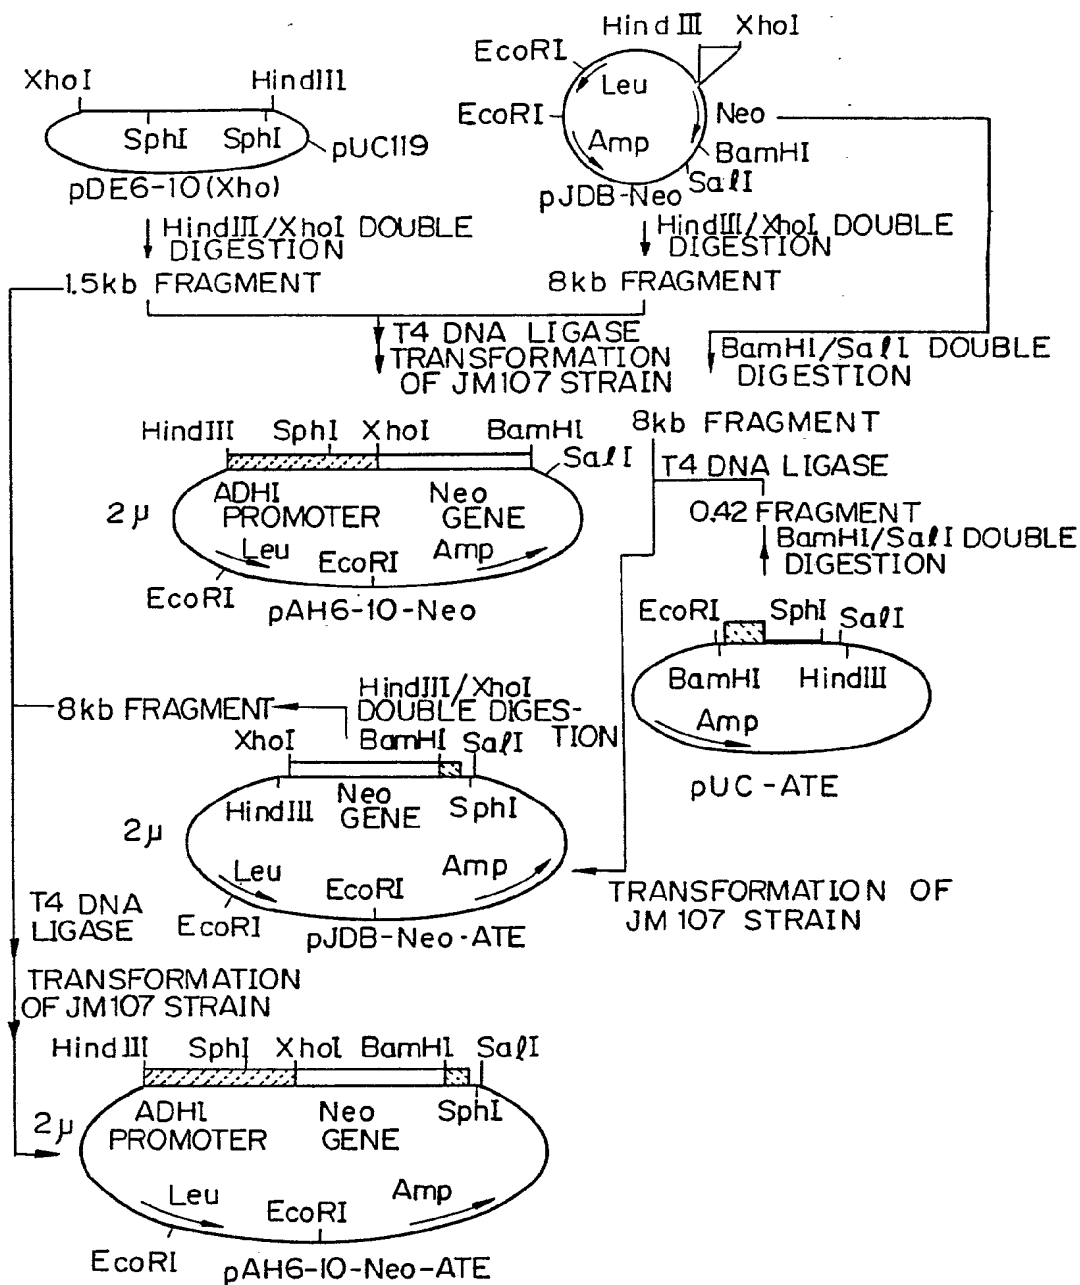 XhoI
HindIII
SphI
SphI
pUC119
pDE6-10(Xho)
HindIII/XhoI DOUBLE
DIGESTION
1.5kb FRAGMENT
HindIII
XhoI
EcoRI
Leu
EcoRI
Neo
Amp
BamHI
SalI
pJDB-Neo
HindIII/XhoI DOUBLE
DIGESTION
8kb FRAGMENT
T4 DNA LIGASE
TRANSFORMATION
OF JM107 STRAIN
BamHI/SalI DOUBLE
DIGESTION
8kb FRAGMENT
T4 DNA LIGASE
0.42 FRAGMENT
BamHI/SalI DOUBLE
DIGESTION
HindIII
SphI
XhoI
BamHI
SalI
ADHI
PROMOTER
Neo
GENE
2μ
Leu
EcoRI
Amp
EcoRI
pAH6-10-Neo
EcoRI
SphI
SalI
BamHI
HindIII
Amp
pUC-ATE
8kb FRAGMENT
HindIII/XhoI
DOUBLE DIGES-
TION
XhoI
BamHI
SalI
HindIII
Neo
GENE
SphI
2μ
Leu
EcoRI
Amp
EcoRI
pJDB-Neo-ATE
TRANSFORMATION OF
JM107 STRAIN
T4 DNA
LIGASE
TRANSFORMATION
OF JM107 STRAIN
HindIII
SphI
XhoI
BamHI
SalI
ADHI
PROMOTER
Neo
GENE
SphI
2μ
Leu
EcoRI
Amp
EcoRI
pAH6-10-Neo-ATE